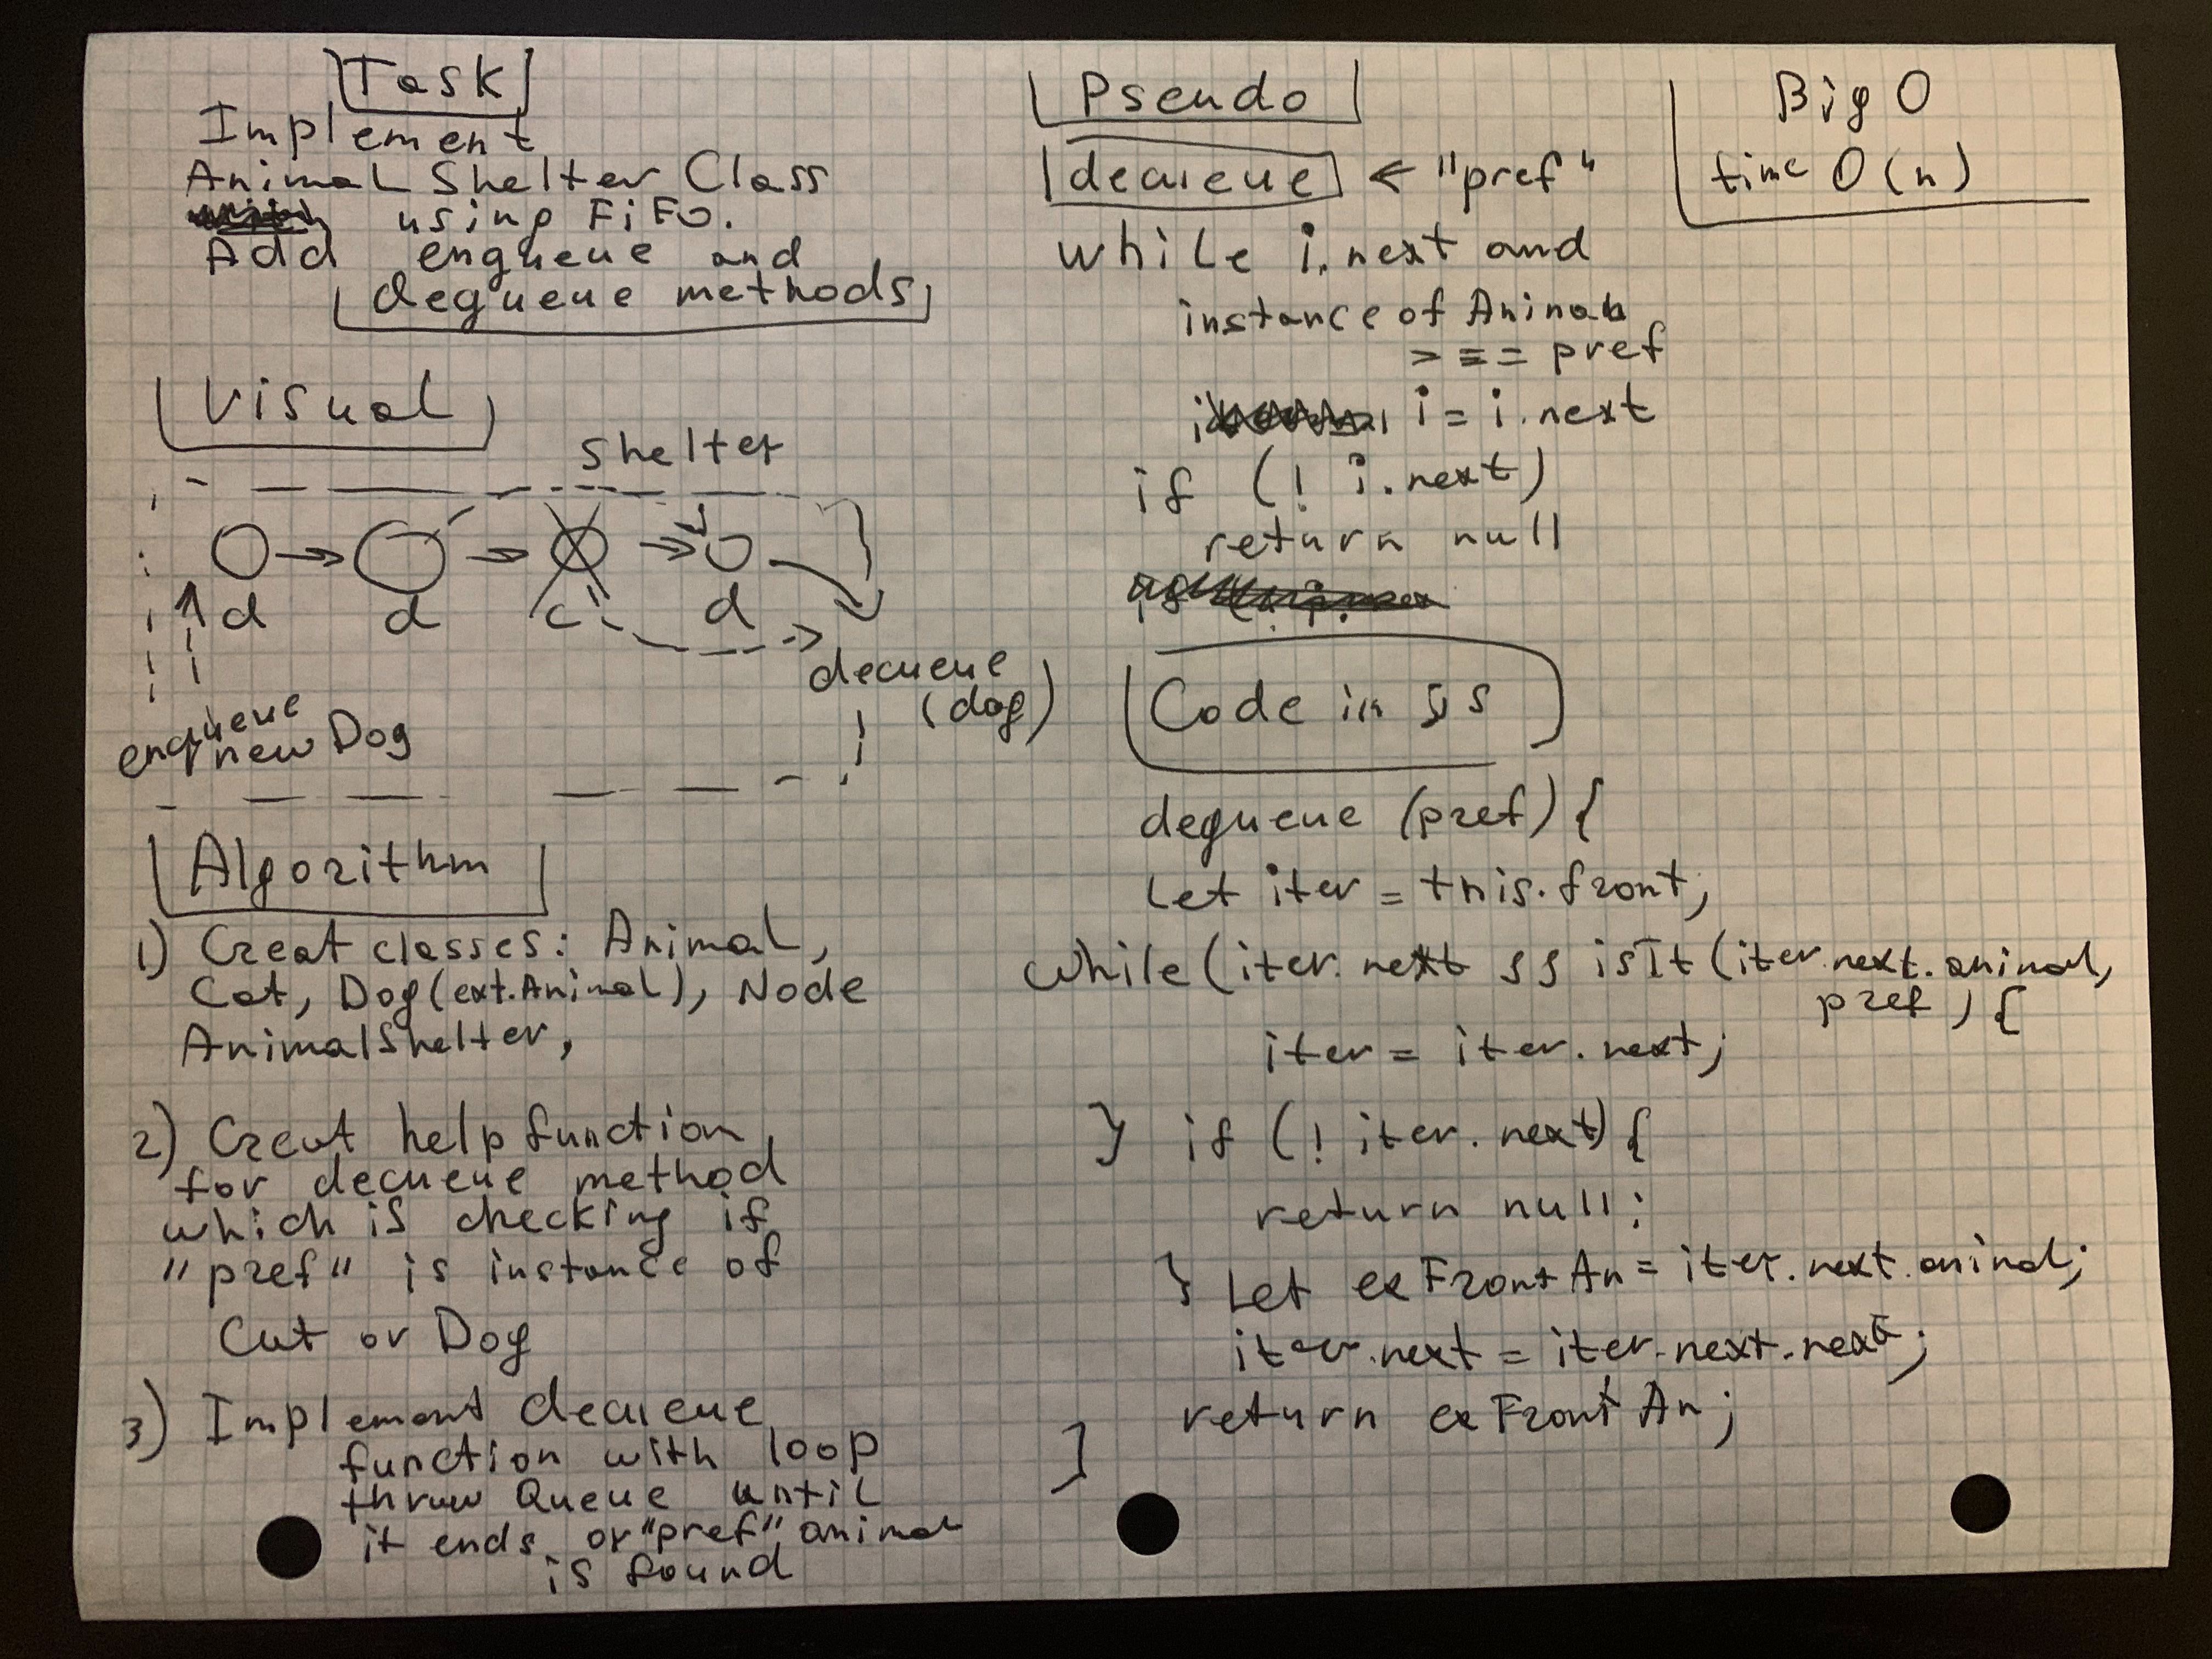 Task
Implement
Animal Shelter Class
using FiFO.
Add enqueue and
dequeue methods
Visual
shelter
d d c d
decueue
(dog)
enqueue
new Dog
Algorithm
1) Creat classes: Animal,
Cat, Dog(ext.Animal), Node
AnimalShelter,
2) Creat help function
for decueue method
which is checking if
"pref" is instance of
Cat or Dog
3) Implement decueue
function with loop
threw Queue until
it ends or "pref" animal
is found
Pseudo
decueue ← "pref"
while i.next and
instance of Animal
> == pref
i = i.next
if (! i.next)
return null
Code in JS
dequeue (pref) {
Let iter = this.front;
while (iter.next && isIt (iter.next.animal,
pref) {
iter = iter.next;
} if (! iter.next) {
return null;
} Let exFrontAn = iter.next.animal;
iter.next = iter.next.next;
return exFrontAn;
}
Big O
time O(n)